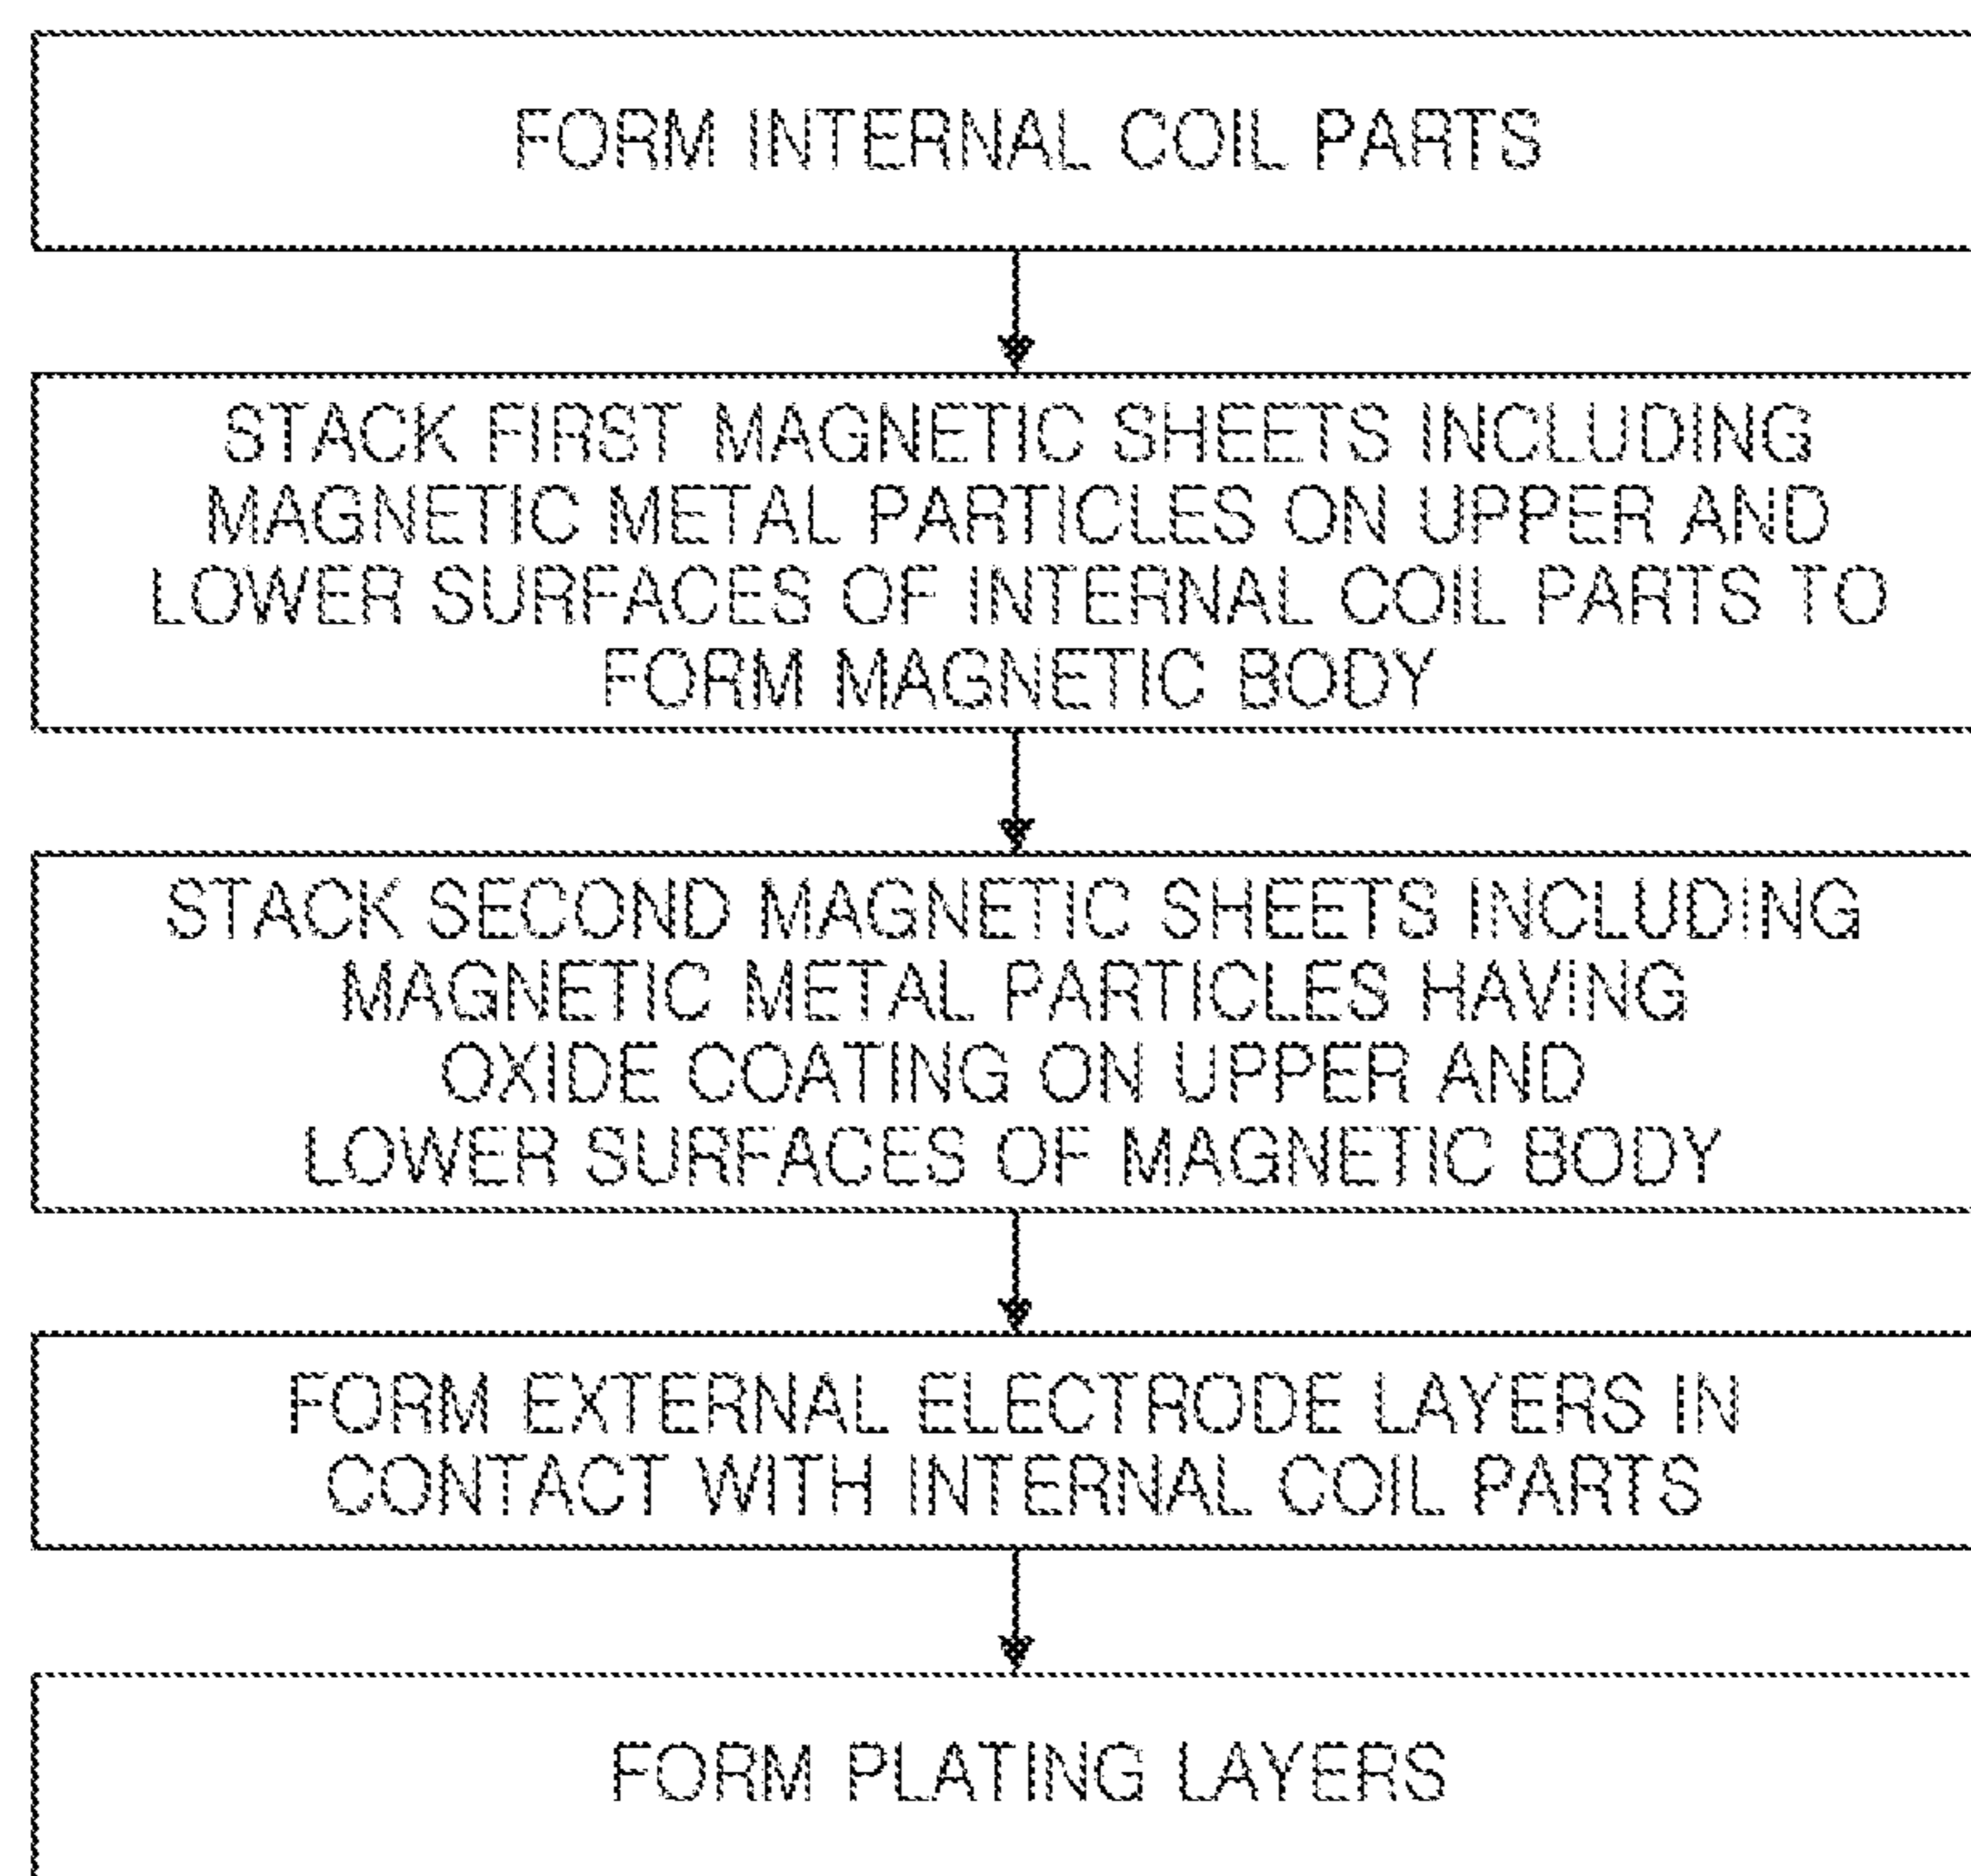 FORM INTERNAL COIL PARTS
STACK FIRST MAGNETIC SHEETS INCLUDING
MAGNETIC METAL PARTICLES ON UPPER AND
LOWER SURFACES OF INTERNAL COIL PARTS TO
FORM MAGNETIC BODY
STACK SECOND MAGNETIC SHEETS INCLUDING
MAGNETIC METAL PARTICLES HAVING
OXIDE COATING ON UPPER AND
LOWER SURFACES OF MAGNETIC BODY
FORM EXTERNAL ELECTRODE LAYERS IN
CONTACT WITH INTERNAL COIL PARTS
FORM PLATING LAYERS